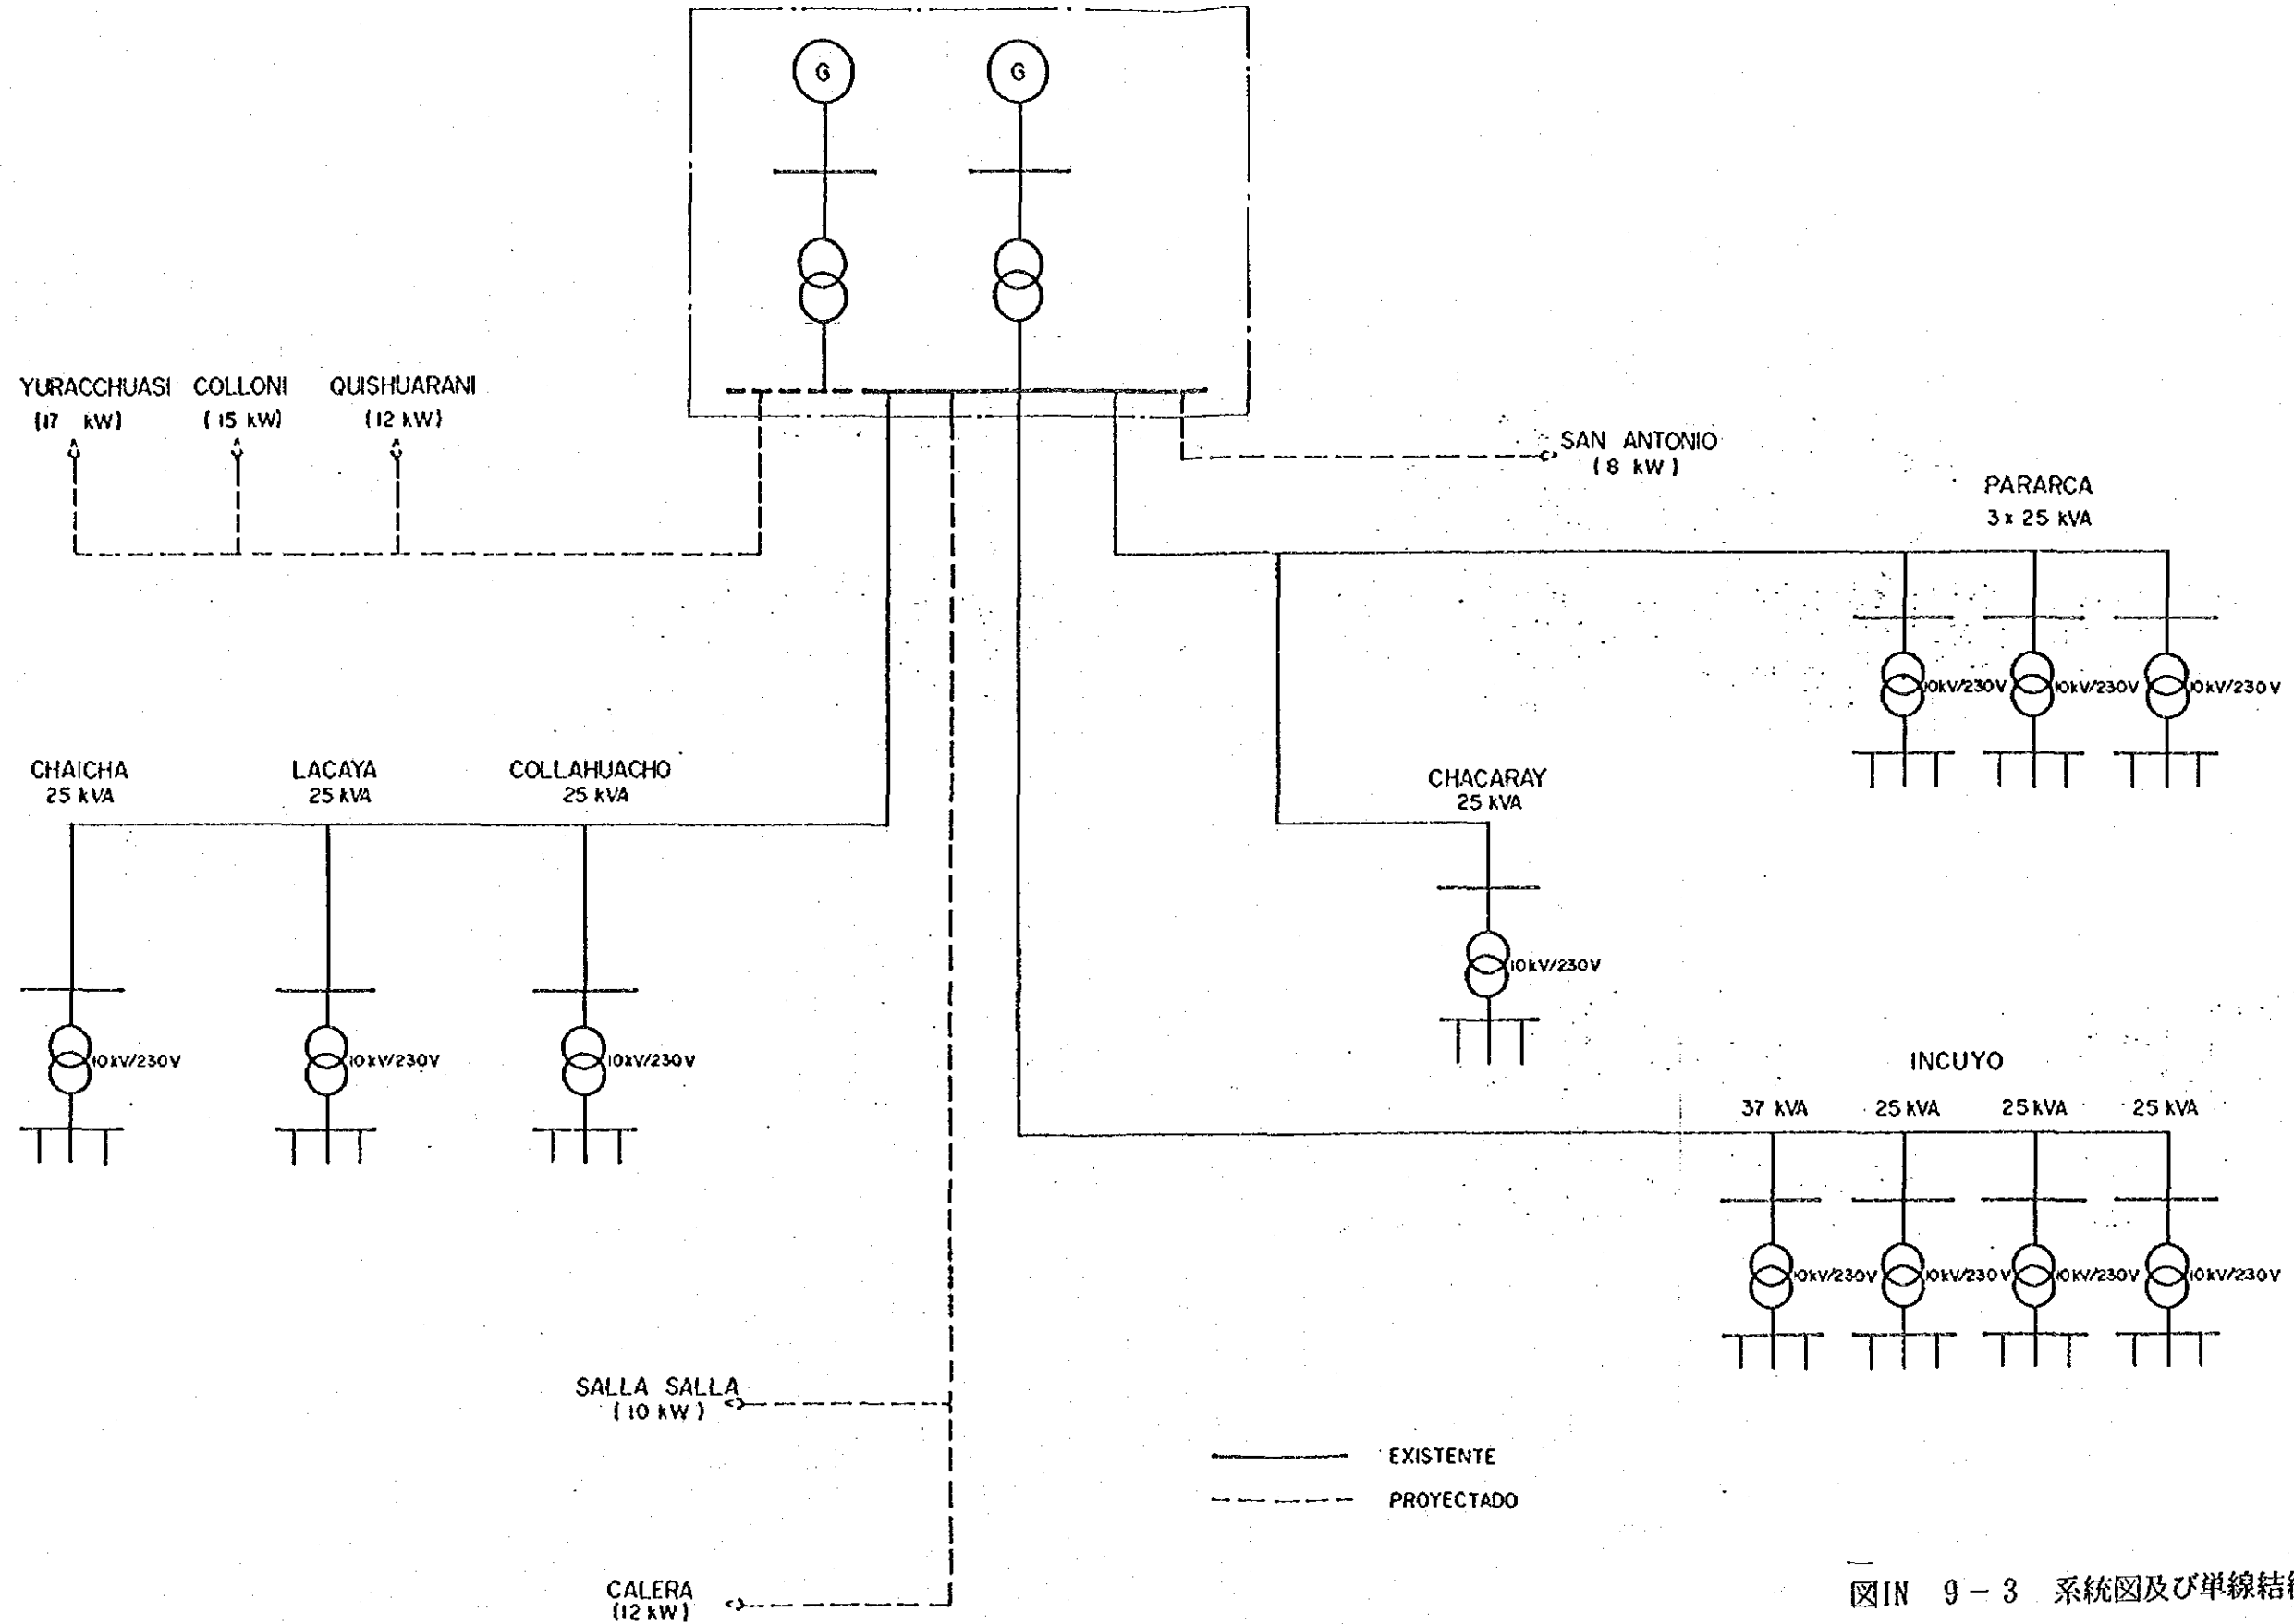 G G
YURACCHUASI COLLONI QUISHUARANI
(17 kW) (15 kW) (12 kW)
SAN ANTONIO
(8 kW)
PARARCA
3 x 25 kVA
10kV/230V 10kV/230V 10kV/230V
CHAICHA
25 kVA
LACAYA
25 kVA
COLLAHUACHO
25 kVA
CHACARAY
25 kVA
10kV/230V
10kV/230V 10kV/230V 10kV/230V
INCUYO
37 kVA 25 kVA 25 kVA 25 kVA
10kV/230V 10kV/230V 10kV/230V 10kV/230V
SALLA SALLA
(10 kW)
EXISTENTE
PROYECTADO
CALERA
(12 kW)
図IN 9-3 系統図及び単線結